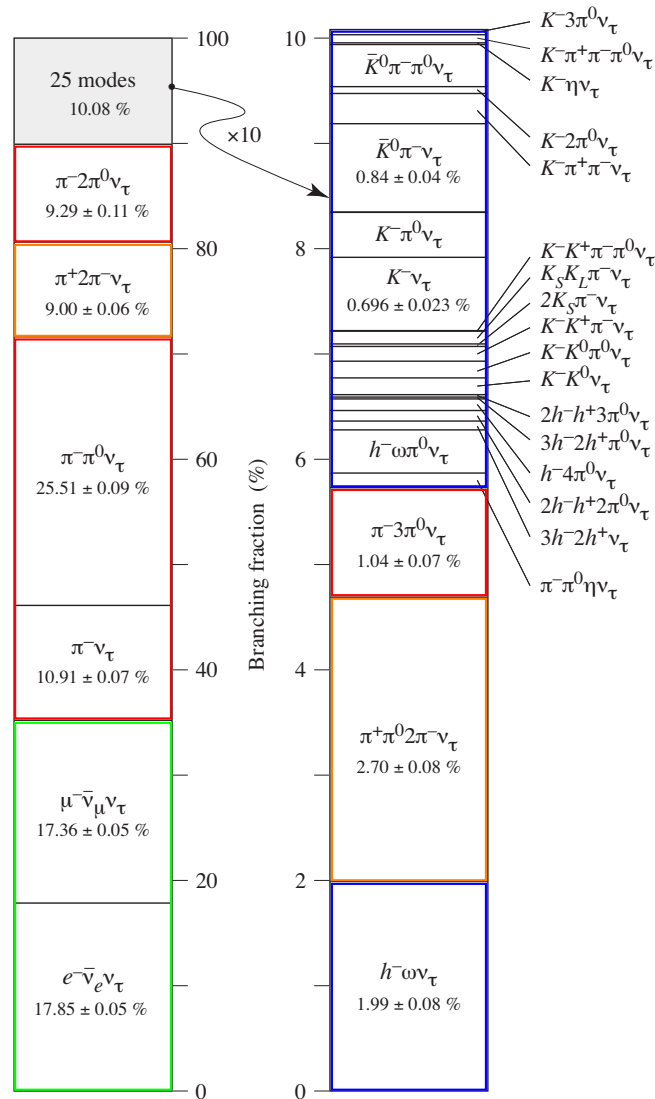 25 modes
10.08 %
π⁻2π⁰ν_τ
9.29 ± 0.11 %
π⁺2π⁻ν_τ
9.00 ± 0.06 %
π⁻π⁰ν_τ
25.51 ± 0.09 %
π⁻ν_τ
10.91 ± 0.07 %
μ⁻ν̄_μν_τ
17.36 ± 0.05 %
e⁻ν̄_eν_τ
17.85 ± 0.05 %
100
80
60
40
20
0
×10
Branching fraction (%)
10
8
6
4
2
0
K̄⁰π⁻π⁰ν_τ
K̄⁰π⁻ν_τ
0.84 ± 0.04 %
K⁻π⁰ν_τ
K⁻ν_τ
0.696 ± 0.023 %
h⁻ωπ⁰ν_τ
π⁻3π⁰ν_τ
1.04 ± 0.07 %
π⁺π⁰2π⁻ν_τ
2.70 ± 0.08 %
h⁻ων_τ
1.99 ± 0.08 %
K⁻3π⁰ν_τ
K⁻π⁺π⁻π⁰ν_τ
K⁻ην_τ
K⁻2π⁰ν_τ
K⁻π⁺π⁻ν_τ
K⁻K⁺π⁻π⁰ν_τ
K_SK_Lπ⁻ν_τ
2K_Sπ⁻ν_τ
K⁻K⁺π⁻ν_τ
K⁻K⁰π⁰ν_τ
K⁻K⁰ν_τ
2h⁻h⁺3π⁰ν_τ
3h⁻2h⁺π⁰ν_τ
h⁻4π⁰ν_τ
2h⁻h⁺2π⁰ν_τ
3h⁻2h⁺ν_τ
π⁻π⁰ην_τ